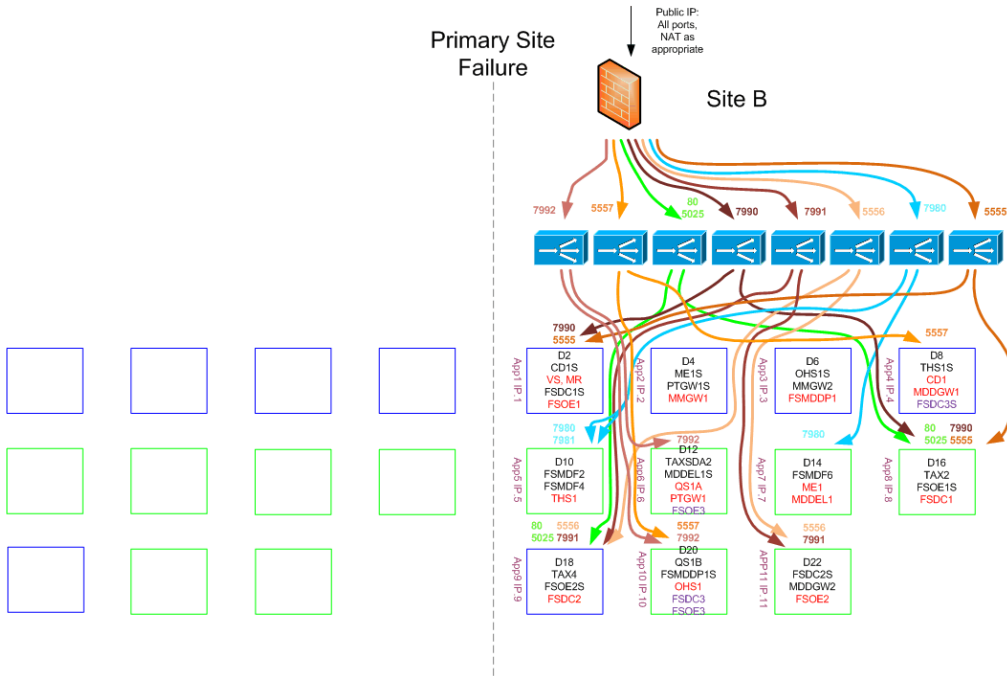 Public IP:
All ports,
NAT as
appropriate
Primary Site
Failure
Site B
7992
5557
80
5025
7990
7991
5556
7980
5555
7990
5555
5557
App1 IP.1
D2
CD1S
VS, MR
FSDC1S
FSOE1
App2 IP.2
D4
ME1S
PTGW1S
MMGW1
App3 IP.3
D6
OHS1S
MMGW2
FSMDDP1
App4 IP.4
D8
THS1S
CD1
MDDGW1
FSDC3S
7980
7981
7992
7980
80 7990
5025 5555
App5 IP.5
D10
FSMDF2
FSMDF4
THS1
App6 IP.6
D12
TAXSDA2
MDDEL1S
QS1A
PTGW1
FSOE3
App7 IP.7
D14
FSMDF6
ME1
MDDEL1
App8 IP.8
D16
TAX2
FSOE1S
FSDC1
80 5556
5025 7991
5557
7992
5556
7991
App9 IP.9
D18
TAX4
FSOE2S
FSDC2
App10 IP.10
D20
QS1B
FSMDDP1S
OHS1
FSDC3
FSOE3
APP11 IP.11
D22
FSDC2S
MDDGW2
FSOE2